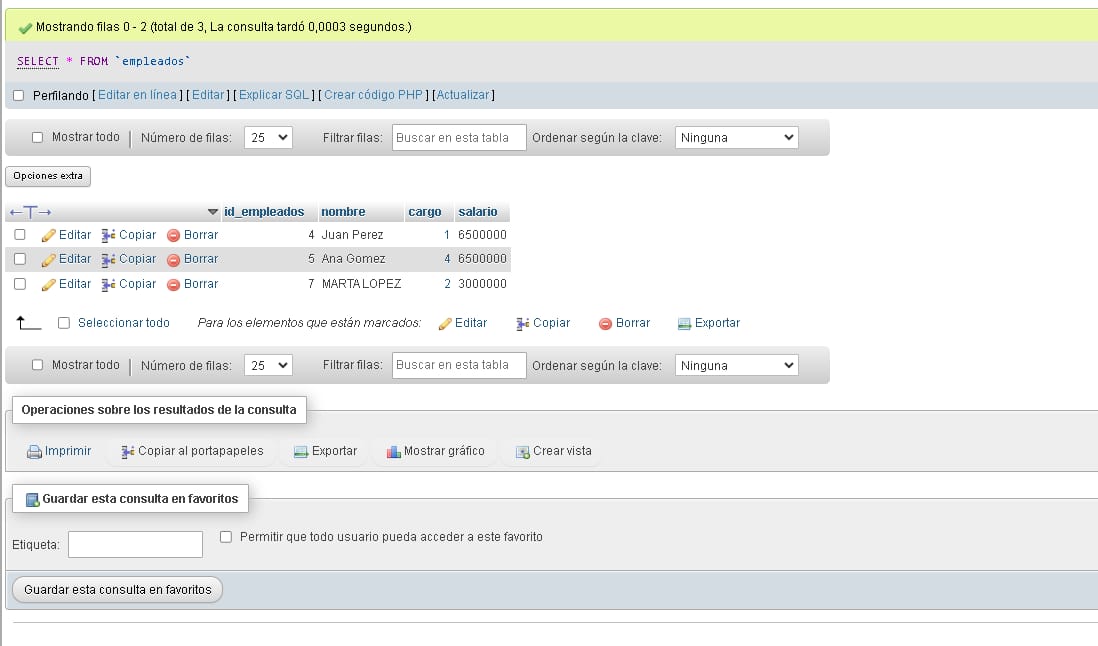 Mostrando filas 0 - 2 (total de 3, La consulta tardó 0,0003 segundos.)
SELECT * FROM `empleados`
Perfilando [ Editar en línea ] [ Editar ] [ Explicar SQL ] [ Crear código PHP ] [ Actualizar ]
Mostrar todo | Número de filas: 25 Filtrar filas: Buscar en esta tabla Ordenar según la clave: Ninguna
Opciones extra
←T→ id_empleados nombre cargo salario
Editar Copiar Borrar 4 Juan Perez 1 6500000
Editar Copiar Borrar 5 Ana Gomez 4 6500000
Editar Copiar Borrar 7 MARTA LOPEZ 2 3000000
Seleccionar todo Para los elementos que están marcados: Editar Copiar Borrar Exportar
Mostrar todo | Número de filas: 25 Filtrar filas: Buscar en esta tabla Ordenar según la clave: Ninguna
Operaciones sobre los resultados de la consulta
Imprimir Copiar al portapapeles Exportar Mostrar gráfico Crear vista
Guardar esta consulta en favoritos
Etiqueta: Permitir que todo usuario pueda acceder a este favorito
Guardar esta consulta en favoritos